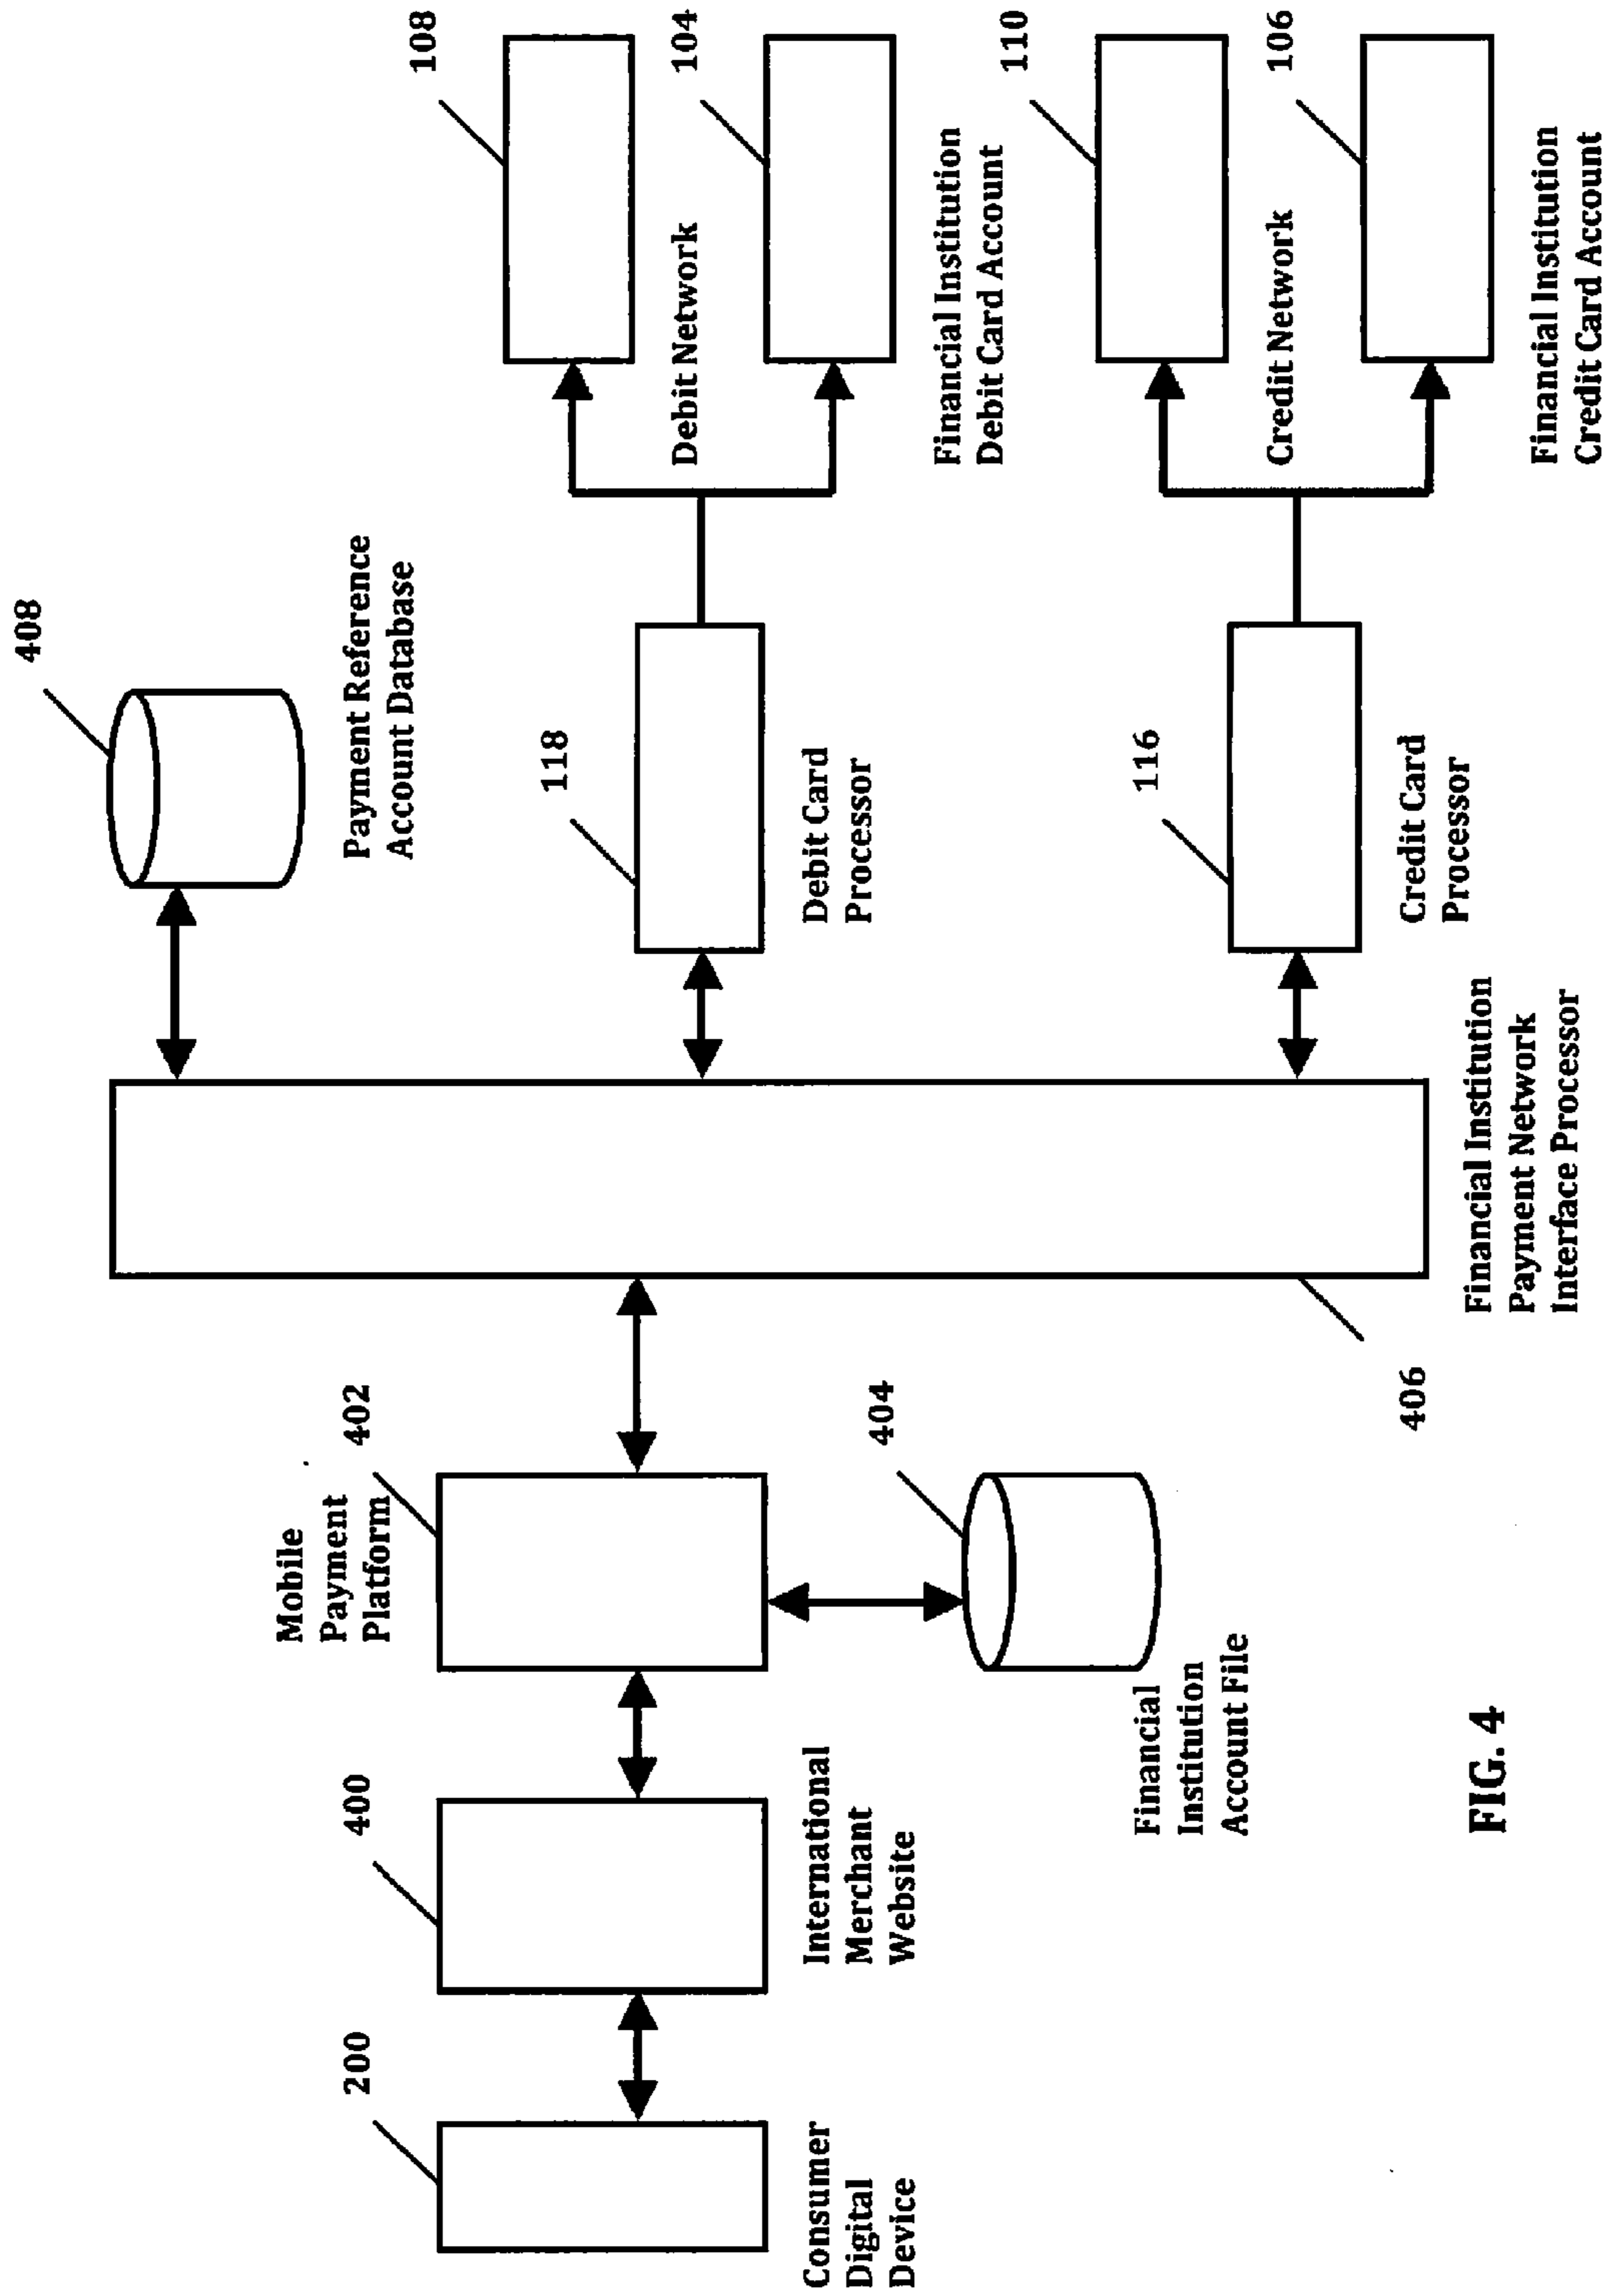 408
Payment Reference
Account Database
108
Debit Network
118
Debit Card
Processor
104
Financial Institution
Debit Card Account
Mobile
Payment
Platform
402
200
Consumer
Digital
Device
400
International
Merchant
Website
404
Financial
Institution
Account File
110
Credit Network
116
Credit Card
Processor
106
Financial Institution
Credit Card Account
406
Financial Institution
Payment Network
Interface Processor
FIG. 4